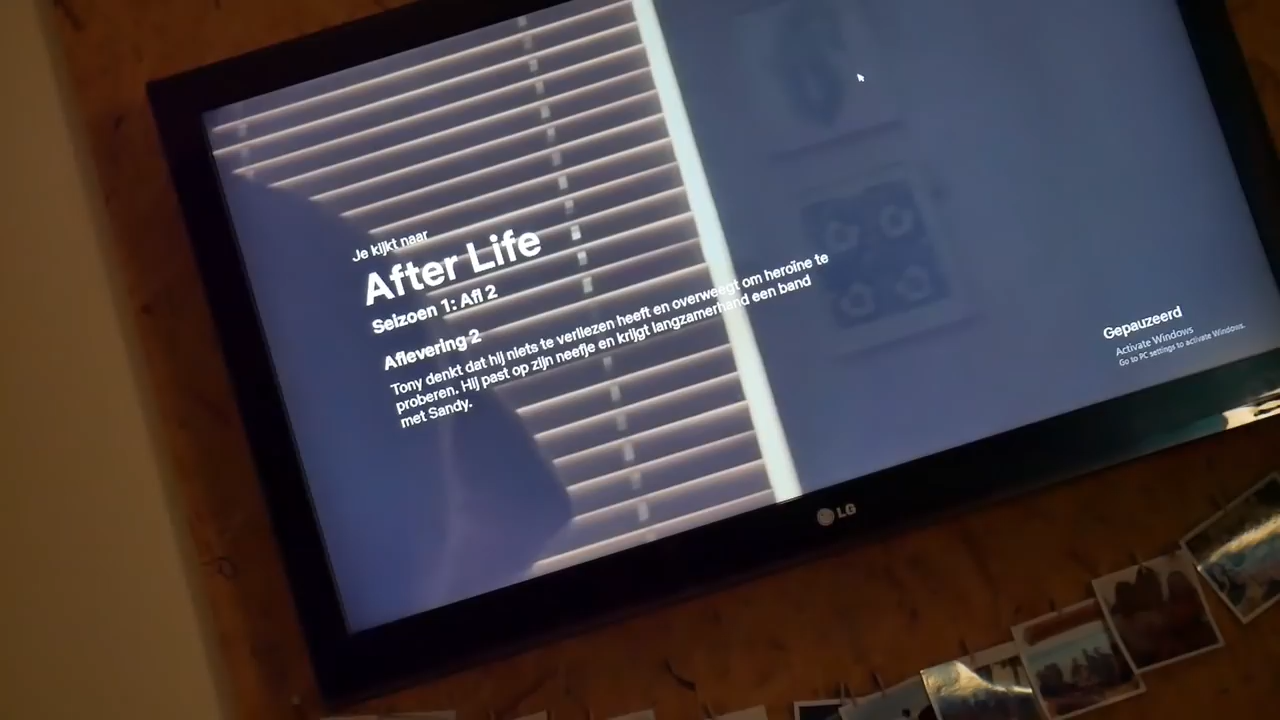 Je kijkt naar
After Life
Seizoen 1: Afl 2
Aflevering 2
Tony denkt dat hij niets te verliezen heeft en overweegt om heroïne te
proberen. Hij past op zijn neefje en krijgt langzamerhand een band
met Sandy.
Gepauzeerd
Activate Windows
Go to PC settings to activate Windows.
LG